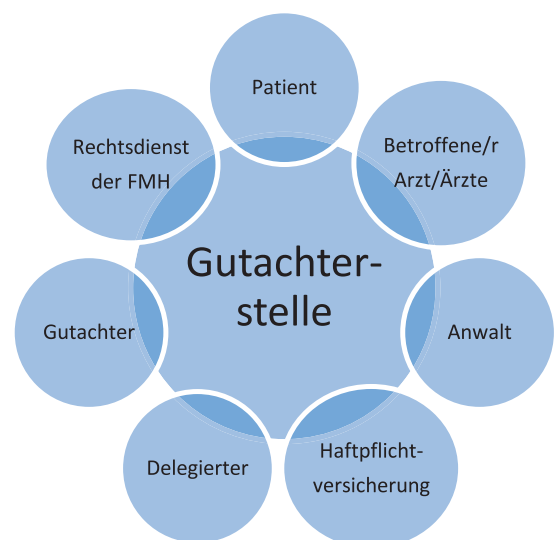 Patient
Betroffene/r
Arzt/Ärzte
Anwalt
Haftpflicht-
versicherung
Delegierter
Gutachter
Rechtsdienst
der FMH
Gutachter-
stelle